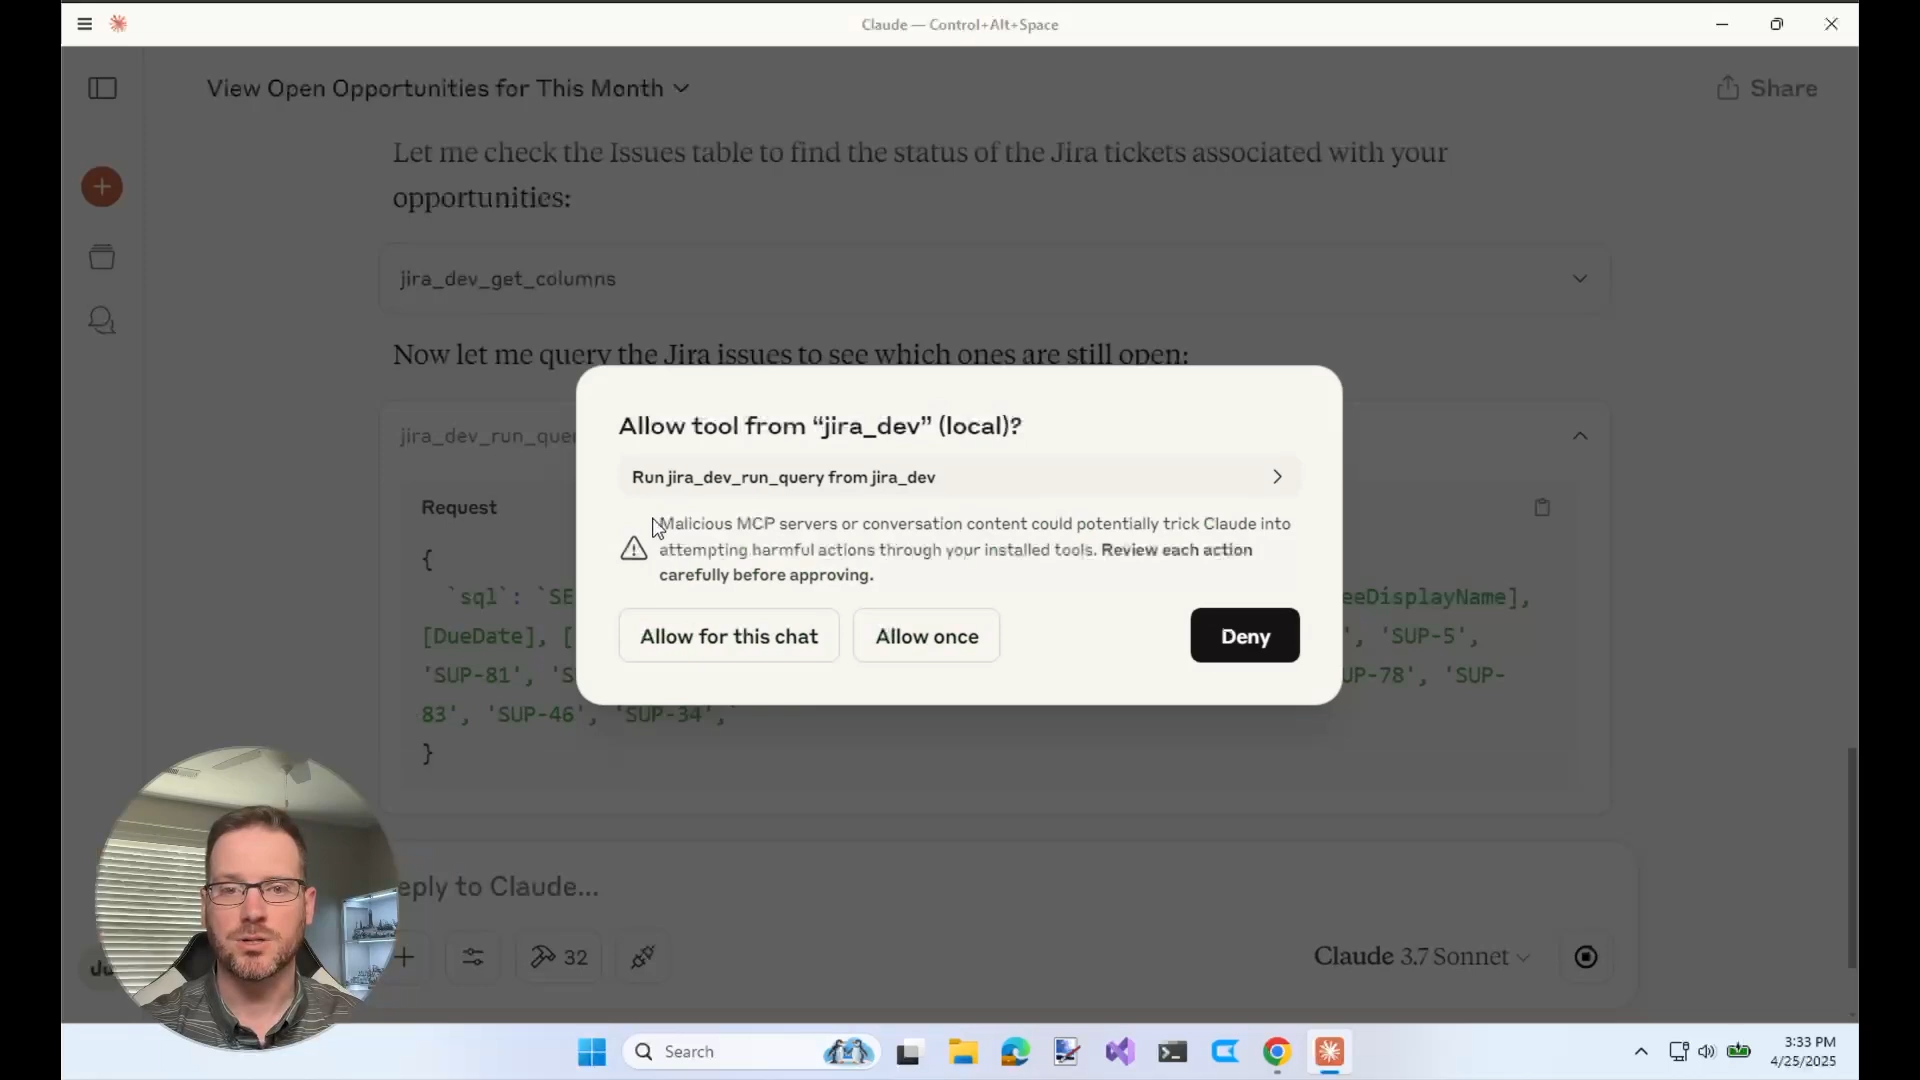 Claude — Control+Alt+Space
View Open Opportunities for This Month
Share
Let me check the Issues table to find the status of the Jira tickets associated with your
opportunities:
jira_dev_get_columns
Now let me query the Jira issues to see which ones are still open:
jira_dev_run_que
Allow tool from “jira_dev” (local)?
Run jira_dev_run_query from jira_dev
Malicious MCP servers or conversation content could potentially trick Claude into
attempting harmful actions through your installed tools. Review each action
carefully before approving.
Allow for this chat
Allow once
Deny
Request
{
`sql`: `SE eeDisplayName],
[DueDate], [ ', 'SUP-5',
'SUP-81', 'S UP-78', 'SUP-
83', 'SUP-46', 'SUP-34',`
}
eply to Claude...
32
Claude 3.7 Sonnet
Search
3:33 PM
4/25/2025